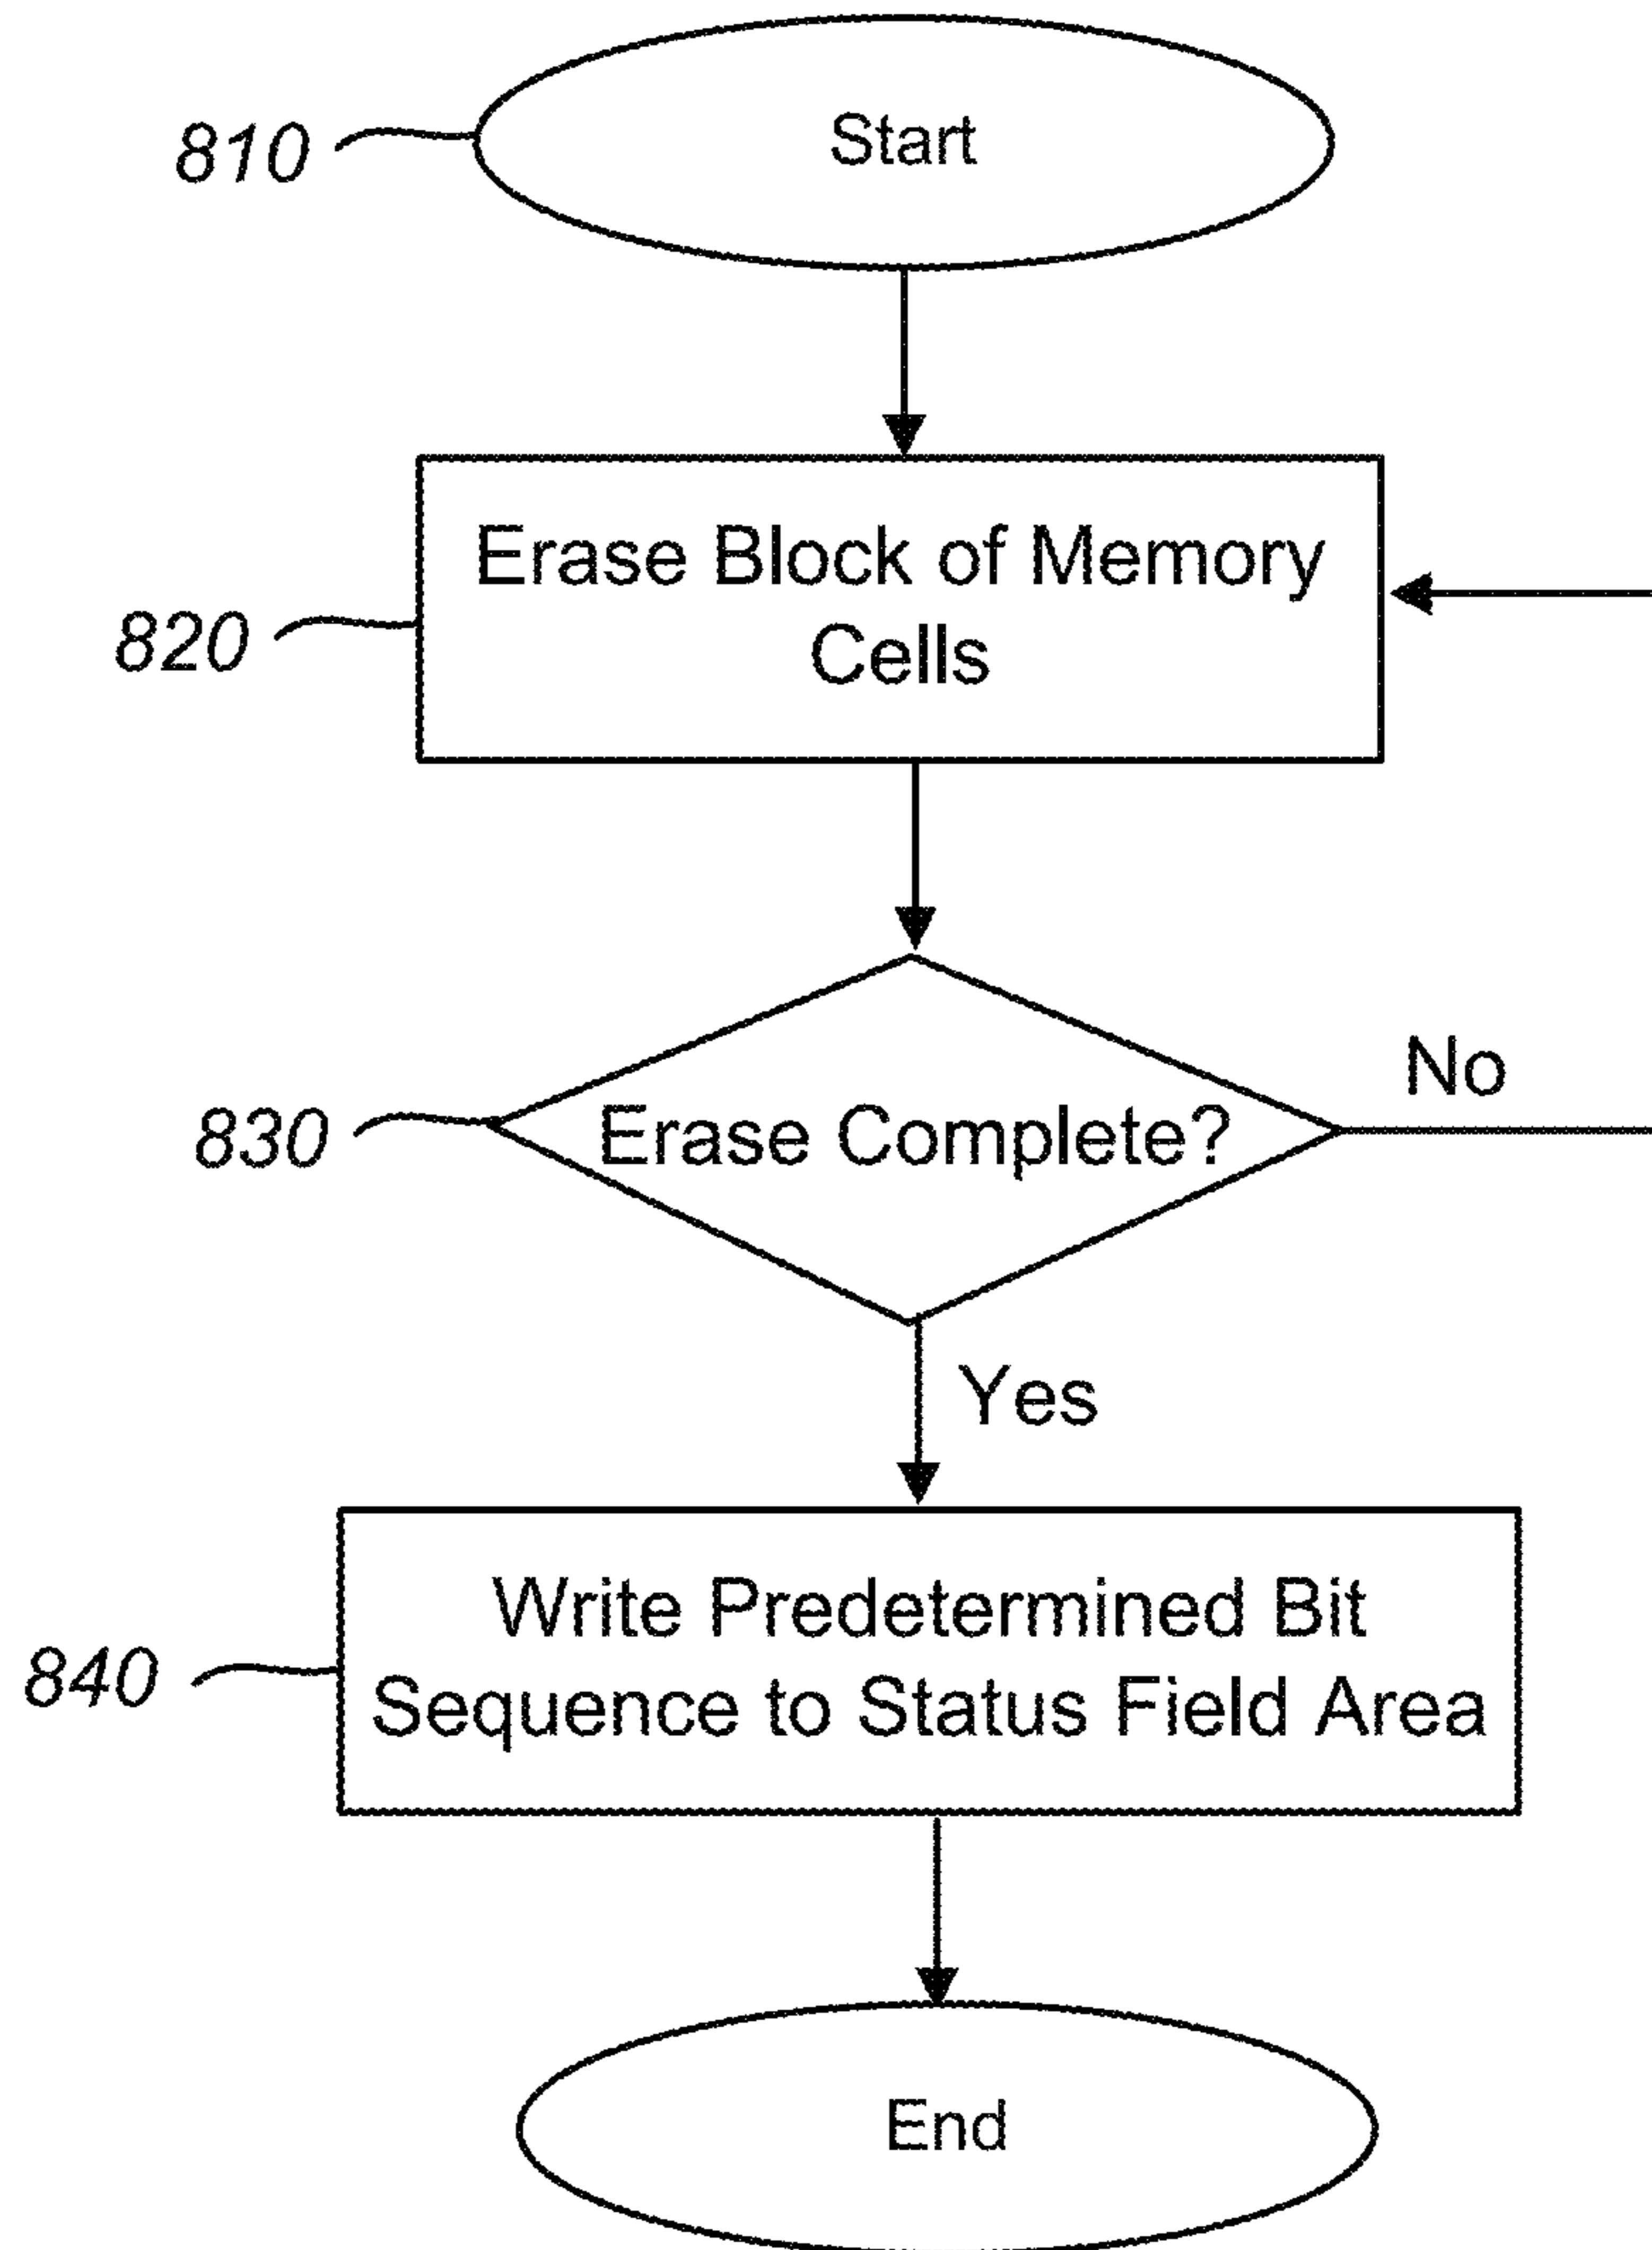 810
Start
820
Erase Block of Memory
Cells
No
830
Erase Complete?
Yes
840
Write Predetermined Bit
Sequence to Status Field Area
End